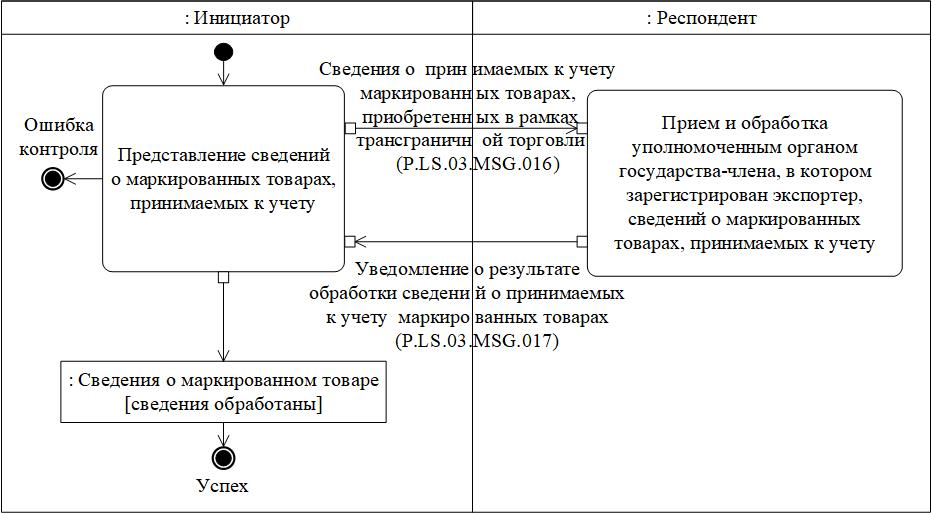 : Инициатор
: Респондент
Сведения о принимаемых к учету
маркированных товарах,
приобретенных в рамках
трансграничной торговли
(P.LS.03.MSG.016)
Ошибка
контроля
Представление сведений
о маркированных товарах,
принимаемых к учету
Прием и обработка
уполномоченным органом
государства-члена, в котором
зарегистрирован экспортер,
сведений о маркированных
товарах, принимаемых к учету
Уведомление о результате
обработки сведений о принимаемых
к учету маркированных товарах
(P.LS.03.MSG.017)
: Сведения о маркированном товаре
[сведения обработаны]
Успех